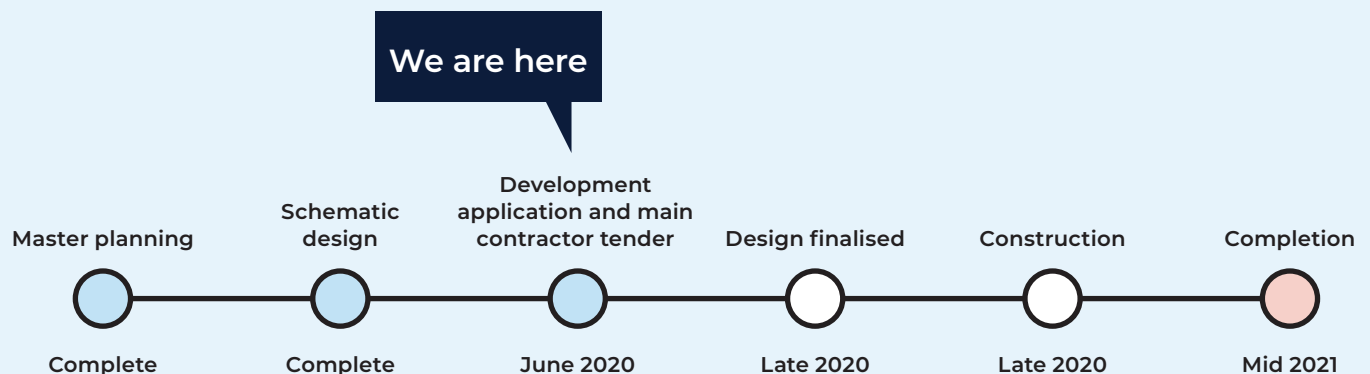 We are here
Master planning
Complete
Schematic
design
Complete
Development
application and main
contractor tender
June 2020
Design finalised
Late 2020
Construction
Late 2020
Completion
Mid 2021